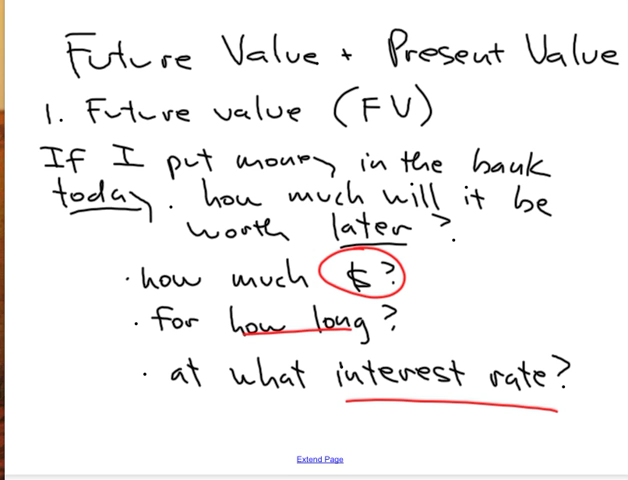 Future Value + Present Value
1. Future value (FV)
If I put money in the bank
today. how much will it be
worth later?
· how much $?
· for how long?
· at what interest rate?
Extend Page